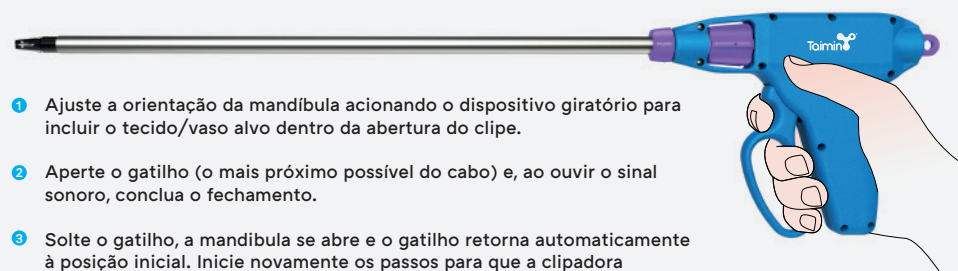 Taimin
1 Ajuste a orientação da mandíbula acionando o dispositivo giratório para
incluir o tecido/vaso alvo dentro da abertura do clipe.
2 Aperte o gatilho (o mais próximo possível do cabo) e, ao ouvir o sinal
sonoro, conclua o fechamento.
3 Solte o gatilho, a mandibula se abre e o gatilho retorna automaticamente
à posição inicial. Inicie novamente os passos para que a clipadora